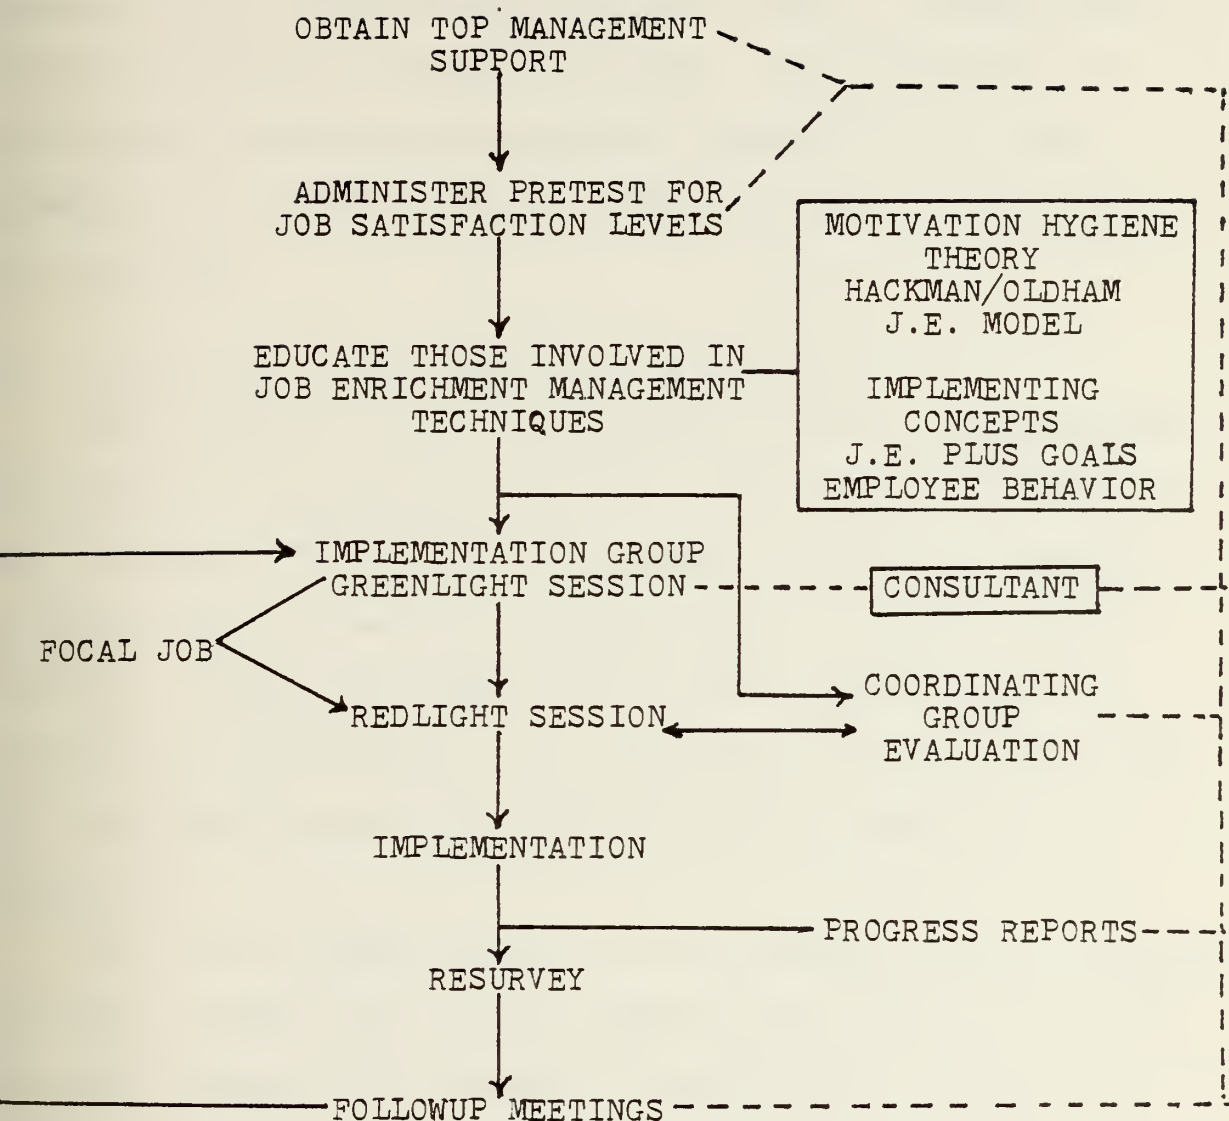 OBTAIN TOP MANAGEMENT
SUPPORT
ADMINISTER PRETEST FOR
JOB SATISFACTION LEVELS
MOTIVATION HYGIENE
THEORY
HACKMAN/OLDHAM
J.E. MODEL
IMPLEMENTING
CONCEPTS
J.E. PLUS GOALS
EMPLOYEE BEHAVIOR
EDUCATE THOSE INVOLVED IN
JOB ENRICHMENT MANAGEMENT
TECHNIQUES
IMPLEMENTATION GROUP
GREENLIGHT SESSION
CONSULTANT
FOCAL JOB
REDLIGHT SESSION
COORDINATING
GROUP
EVALUATION
IMPLEMENTATION
PROGRESS REPORTS
RESURVEY
FOLLOWUP MEETINGS